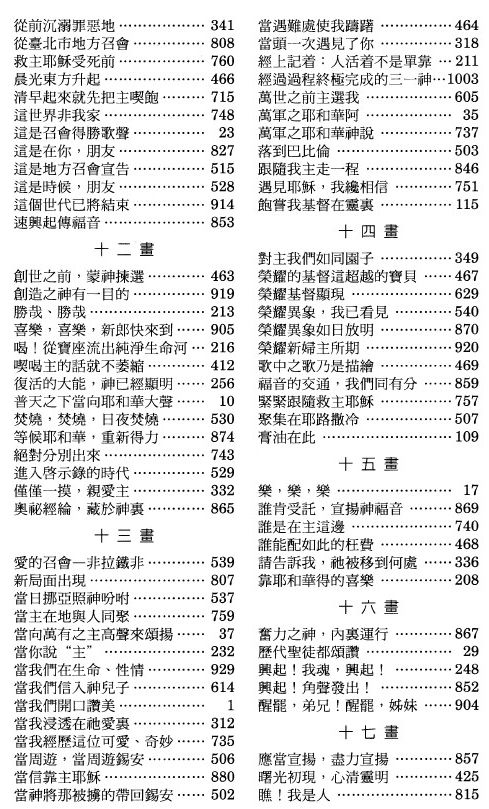 從前沉溺罪惡地 ………… 341
從臺北市地方召會 ………… 808
救主耶穌受死前 ………… 760
晨光東方升起 ………… 466
清早起來就先把主喫飽 ……… 715
這世界非我家 ………… 748
這是召會得勝歌聲 ………… 23
這是在你，朋友 ………… 827
這是地方召會宣告 ………… 515
這是時候，朋友 ………… 528
這個世代已將結束 ………… 914
速興起傳福音 ………… 853
十二畫
創世之前，蒙神揀選 ………… 463
創造之神有一目的 ………… 919
勝哉、勝哉 ………… 213
喜樂，喜樂，新郎快來到 …… 905
喝！從寶座流出純淨生命河 … 216
喫喝主的話就不萎縮 ………… 412
復活的大能，神已經顯明 …… 256
普天之下當向耶和華大聲 …… 10
焚燒，焚燒，日夜焚燒 ……… 530
等候耶和華，重新得力 ……… 874
絕對分別出來 ………… 743
進入啓示錄的時代 ………… 529
僅僅一摸，親愛主 ………… 332
奧祕經綸，藏於神裏 ………… 865
十三畫
愛的召會—非拉鐵非 ………… 539
新局面出現 ………… 807
當日挪亞照神吩咐 ………… 537
當主在地與人同聚 ………… 759
當向萬有之主高聲來頌揚 …… 37
當你說“主” ………… 232
當我們在生命、性情 ………… 929
當我們信入神兒子 ………… 614
當我們開口讚美 ………… 1
當我浸透在祂愛裏 ………… 312
當我經歷這位可愛、奇妙 …… 735
當周遊，當周遊錫安 ………… 506
當信靠主耶穌 ………… 880
當神將那被擄的帶回錫安 …… 502
當遇難處使我躊躇 ………… 464
當頭一次遇見了你 ………… 318
經上記着：人活着不是單靠 … 211
經過過程終極完成的三一神…1003
萬世之前主選我 ………… 605
萬軍之耶和華阿 ………… 35
萬軍之耶和華神說 ………… 737
落到巴比倫 ………… 503
跟隨我主走一程 ………… 846
遇見耶穌，我纔相信 ………… 751
飽嘗我基督在靈裏 ………… 115
十四畫
對主我們如同園子 ………… 349
榮耀的基督這超越的寶貝 …… 467
榮耀基督顯現 ………… 629
榮耀異象，我已看見 ………… 540
榮耀異象如日放明 ………… 870
榮耀新婦主所期 ………… 920
歌中之歌乃是描繪 ………… 469
福音的交通，我們同有分 …… 859
緊緊跟隨救主耶穌 ………… 757
聚集在耶路撒冷 ………… 507
膏油在此 ………… 109
十五畫
樂，樂，樂 ………… 17
誰肯受託，宣揚神福音 ……… 869
誰是在主這邊 ………… 740
誰能配如此的枉費 ………… 468
請告訴我，祂被移到何處 …… 336
靠耶和華得的喜樂 ………… 208
十六畫
奮力之神，內裏運行 ………… 867
歷代聖徒都頌讚 ………… 29
興起！我魂，興起！ ………… 248
興起！角聲發出！ ………… 852
醒罷，弟兄！醒罷，姊妹 …… 904
十七畫
應當宣揚，盡力宣揚 ………… 857
曙光初現，心清靈明 ………… 425
瞧！我是人 ………… 815